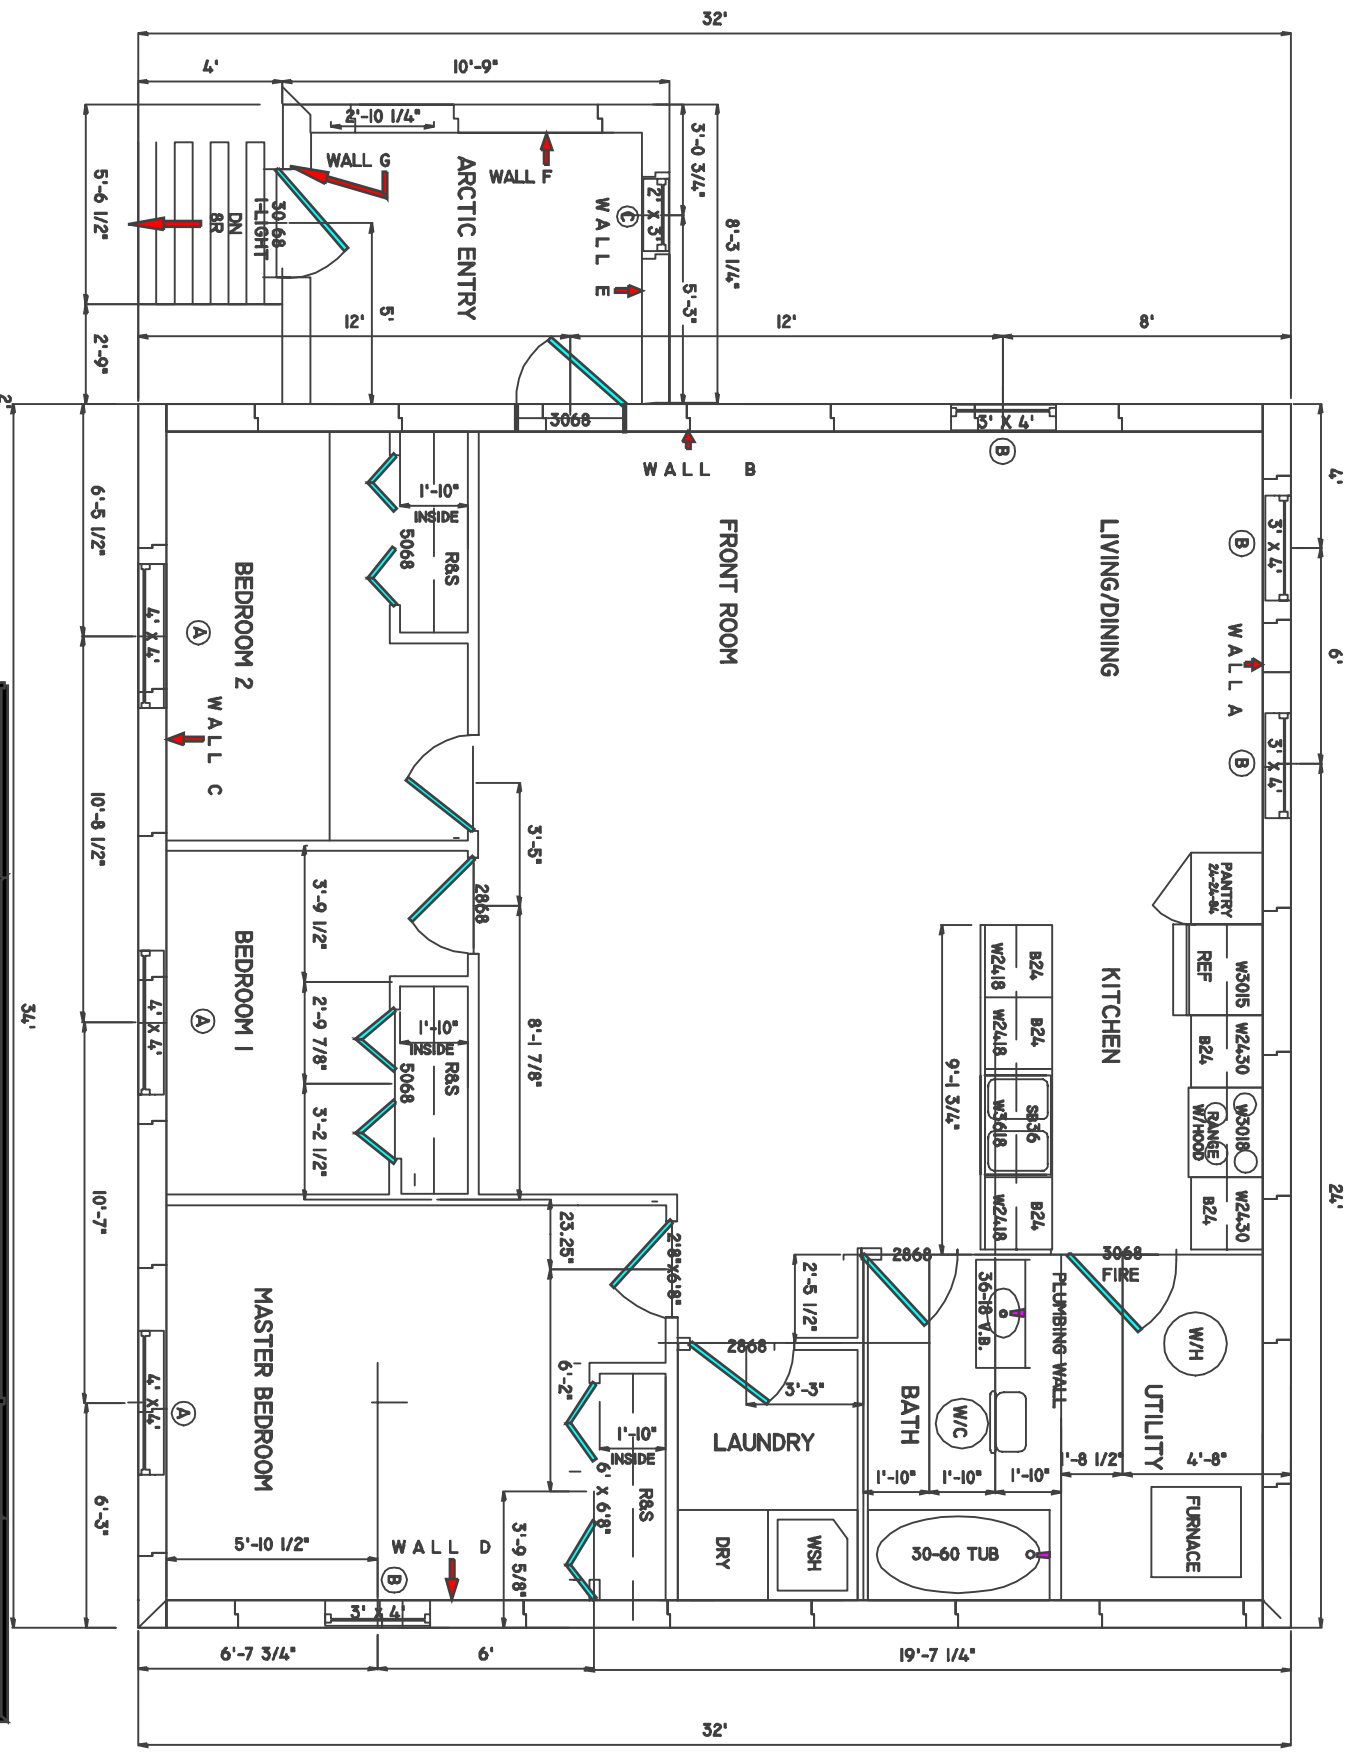 32'
4'
10'-9"
2'-10 1/4"
3'-0 3/4"
8'-3 1/4"
5'-3"
5'-6 1/2"
2'-9"
WALL G
WALL F
ARCTIC ENTRY
WALL E
2' X 3'
C
3068
1-LIGHT
DN
8R
5'
12'
12'
8'
2'
3068
3' X 4'
B
WALL B
4'
6'
24'
6'-5 1/2"
10'-8 1/2"
10'-7"
6'-3"
34'
1'-10"
INSIDE
R&S
5068
BEDROOM 2
4' X 4'
A
WALL C
FRONT ROOM
LIVING/DINING
3' X 4'
B
WALL A
3' X 4'
B
3'-5"
8'-1 7/8"
2868
3'-9 1/2"
2'-9 7/8"
3'-2 1/2"
BEDROOM 1
4' X 4'
A
1'-10"
INSIDE
R&S
5068
PANTRY
24-24-84
REF
W3015
W2430
B24
W3018
RANGE
W/HOOD
W2430
B24
KITCHEN
B24
W2418
B24
W2418
SB36
W3618
B24
W2418
9'-1 3/4"
23.25"
2'8"x6'8"
6'-2"
2868
2'-5 1/2"
3068
FIRE
36-18 V.B.
PLUMBING WALL
W/H
UTILITY
BATH
W/C
2868
3'-3"
LAUNDRY
1'-10"
1'-10"
1'-10"
1'-8 1/2"
4'-8"
MASTER BEDROOM
4' X 4'
A
1'-10"
INSIDE
R&S
6' x 6'8"
3'-9 5/8"
5'-10 1/2"
WALL D
B
3' X 4'
DRY
WSH
30-60 TUB
FURNACE
6'-7 3/4"
6'
19'-7 1/4"
32'